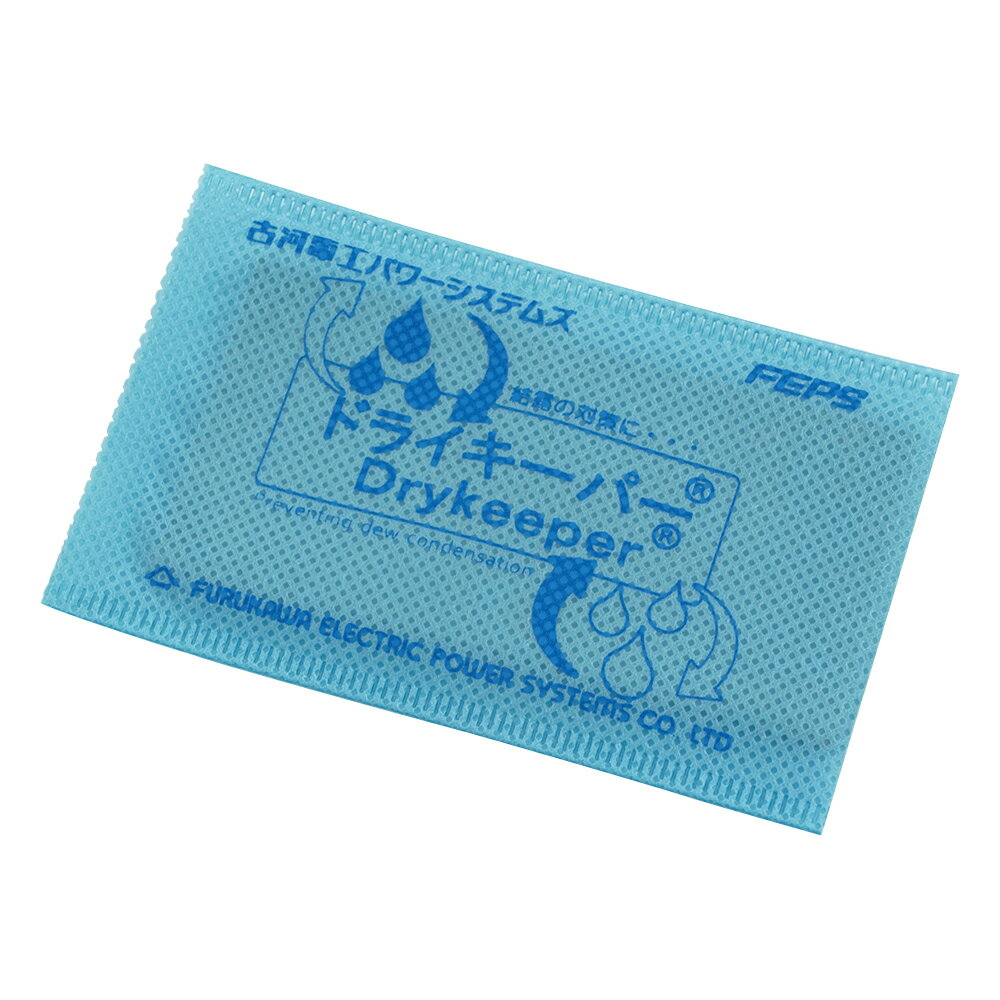 古河電工パワーシステムズ
FEPS
結露の対策に・・・
ドライキーパー®
Drykeeper®
Preventing dew condensation
FURUKAWA ELECTRIC POWER SYSTEMS CO LTD